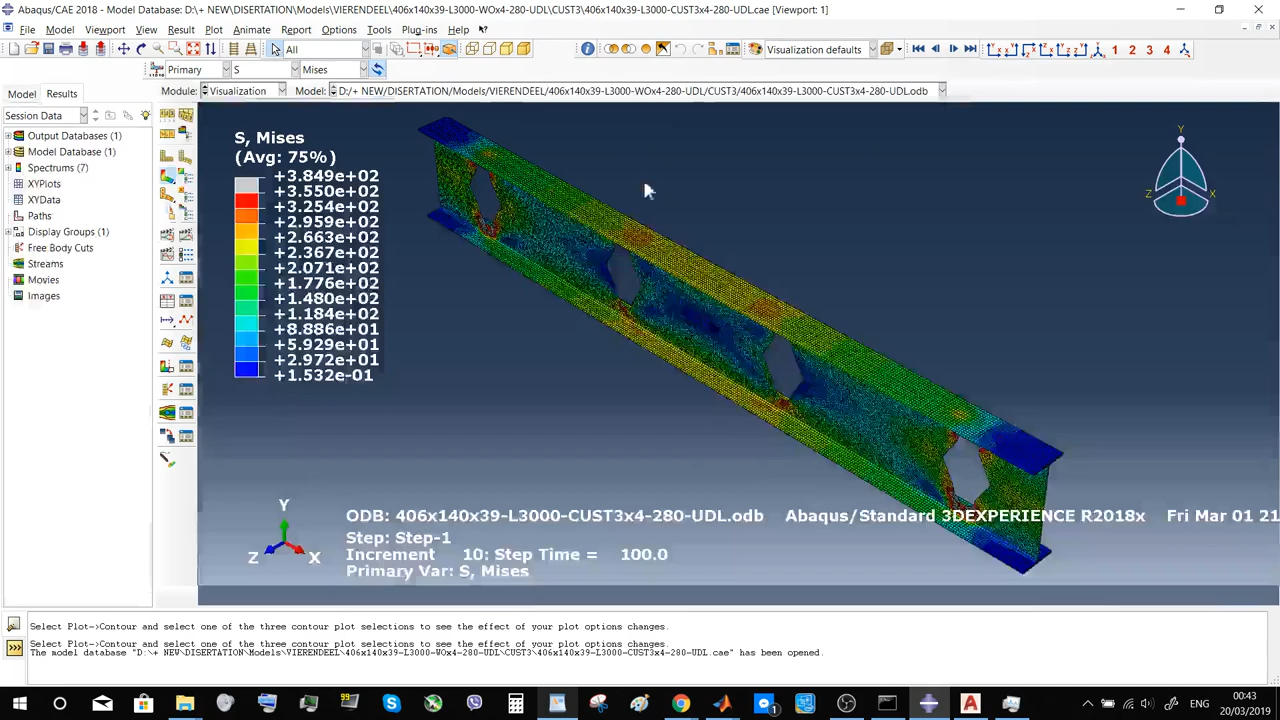 Abaqus/CAE 2018 - Model Database: D:\+ NEW\DISERTATION\Models\VIERENDEEL\406x140x39-L3000-WOx4-280-UDL\CUST3\406x140x39-L3000-CUST3x4-280-UDL.cae [Viewport: 1]
File Model Viewport View Result Plot Animate Report Options Tools Plug-ins Help
All
Visualization defaults
1 2 3 4
Primary S Mises
Model Results Module: Visualization Model: D:/+ NEW/DISERTATION/Models/VIERENDEEL/406x140x39-L3000-WOx4-280-UDL/CUST3/406x140x39-L3000-CUST3x4-280-UDL.odb
Session Data
Output Databases (1)
Model Database (1)
Spectrums (7)
XYPlots
XYData
Paths
Display Groups (1)
Free Body Cuts
Streams
Movies
Images
S, Mises
(Avg: 75%)
+3.849e+02
+3.550e+02
+3.254e+02
+2.959e+02
+2.663e+02
+2.367e+02
+2.071e+02
+1.776e+02
+1.480e+02
+1.184e+02
+8.886e+01
+5.929e+01
+2.972e+01
+1.532e-01
Y
Z X
Y
Z X
ODB: 406x140x39-L3000-CUST3x4-280-UDL.odb Abaqus/Standard 3DEXPERIENCE R2018x Fri Mar 01 21
Step: Step-1
Increment 10: Step Time = 100.0
Primary Var: S, Mises
Select Plot->Contour and select one of the three contour plot selections to see the effect of your plot options changes.
Select Plot->Contour and select one of the three contour plot selections to see the effect of your plot options changes.
The model database "D:\+ NEW\DISERTATION\Models\VIERENDEEL\406x140x39-L3000-WOx4-280-UDL\CUST3\406x140x39-L3000-CUST3x4-280-UDL.cae" has been opened.
99
1
ENG
00:43
20/03/2019